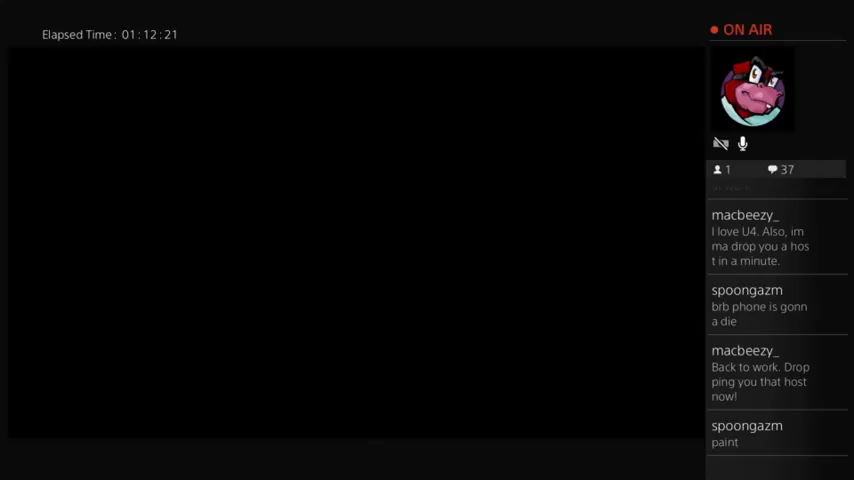 Elapsed Time: 01:12:21
ON AIR
1
37
macbeezy_
I love U4. Also, im
ma drop you a hos
t in a minute.
spoongazm
brb phone is gonn
a die
macbeezy_
Back to work. Drop
ping you that host
now!
spoongazm
paint